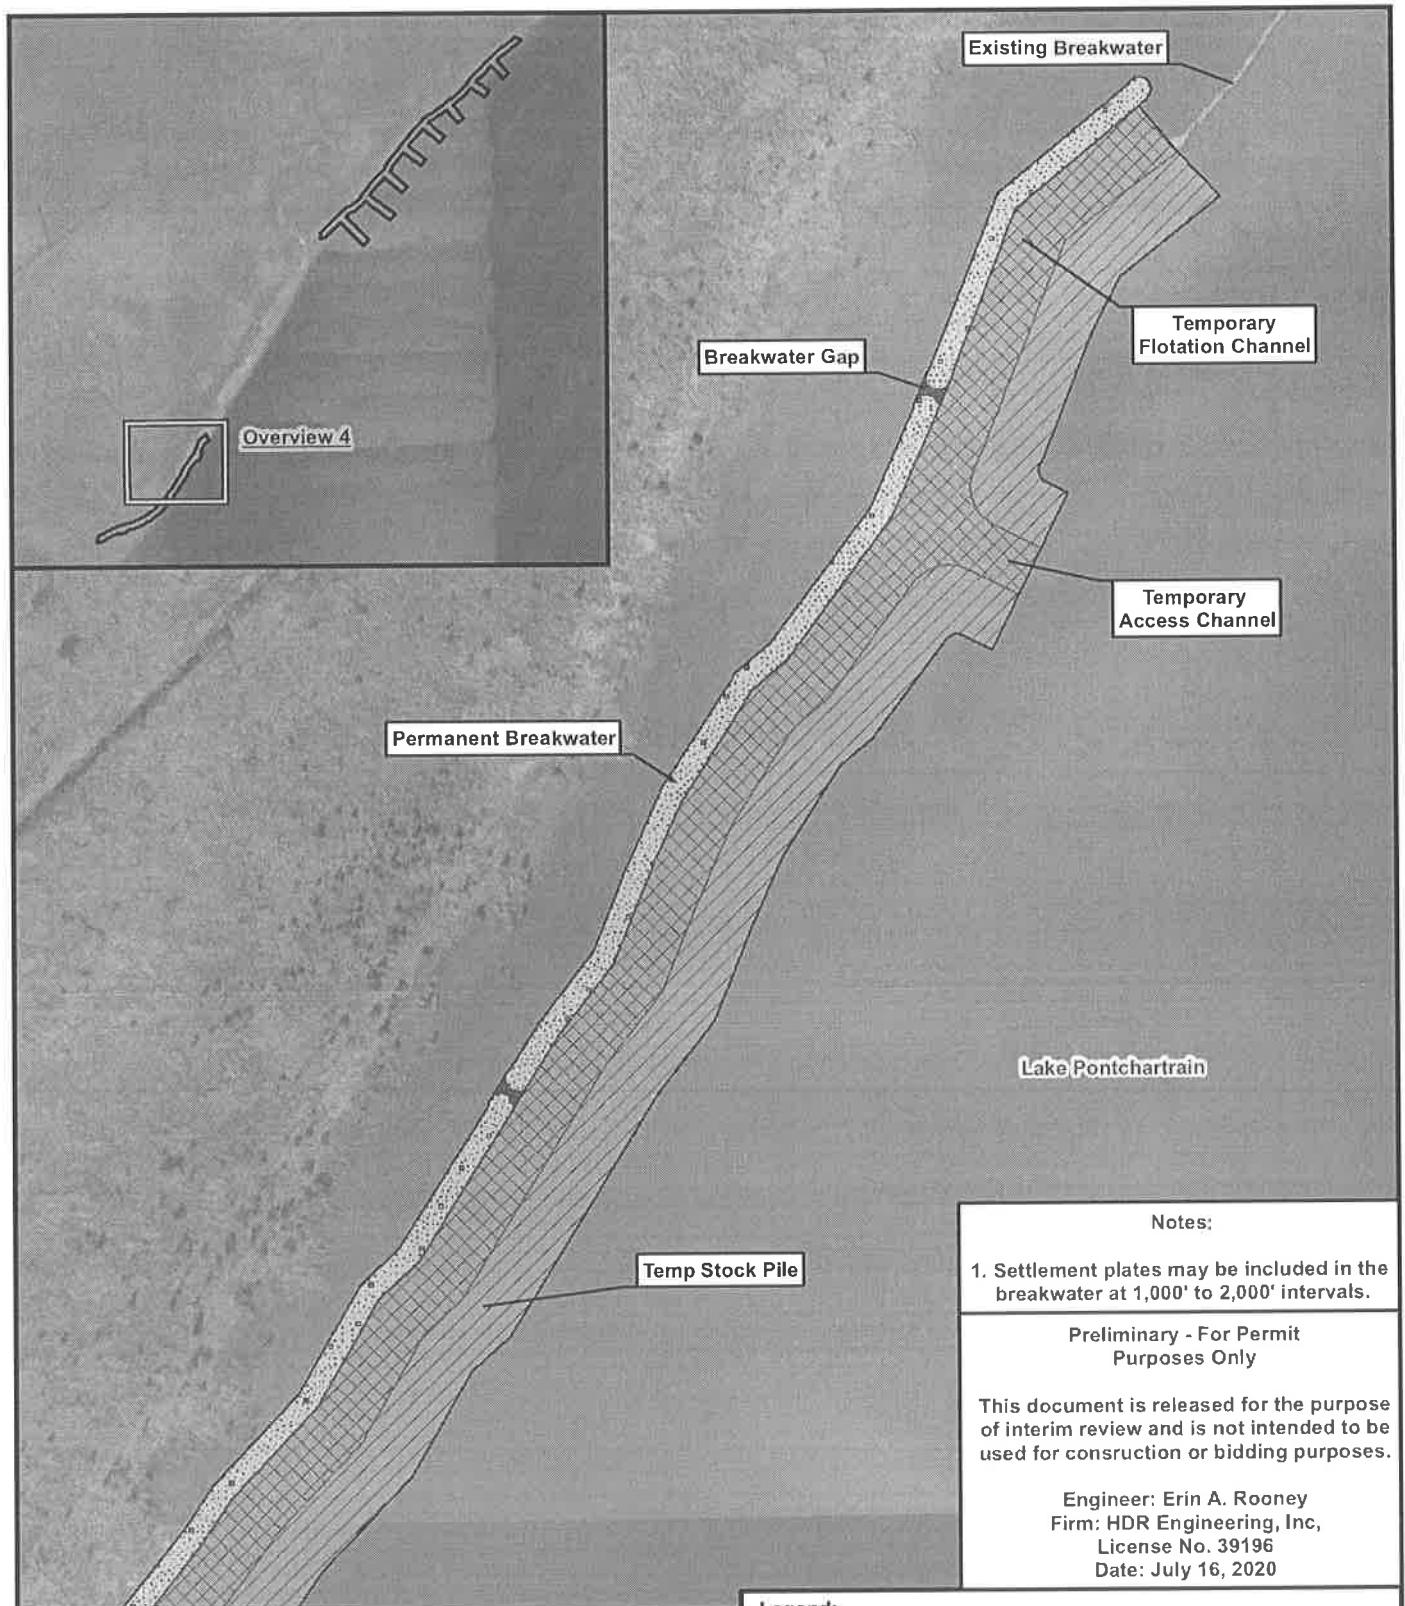 Existing Breakwater
Temporary
Flotation Channel
Breakwater Gap
Overview 4
Temporary
Access Channel
Permanent Breakwater
Lake Pontchartrain
Temp Stock Pile
Notes:
1. Settlement plates may be included in the
breakwater at 1,000' to 2,000' intervals.
Preliminary - For Permit
Purposes Only
This document is released for the purpose
of interim review and is not intended to be
used for consruction or bidding purposes.
Engineer: Erin A. Rooney
Firm: HDR Engineering, Inc,
License No. 39196
Date: July 16, 2020